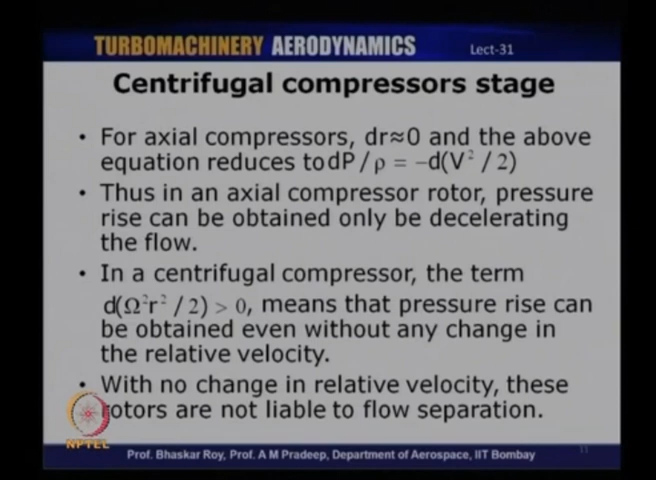 TURBOMACHINERY AERODYNAMICS Lect-31
Centrifugal compressors stage
• For axial compressors, dr≈0 and the above
equation reduces to dP / ρ = –d(V² / 2)
• Thus in an axial compressor rotor, pressure
rise can be obtained only be decelerating
the flow.
• In a centrifugal compressor, the term
d(Ω²r² / 2) > 0, means that pressure rise can
be obtained even without any change in
the relative velocity.
• With no change in relative velocity, these
rotors are not liable to flow separation.
NPTEL
Prof. Bhaskar Roy, Prof. A M Pradeep, Department of Aerospace, IIT Bombay
11